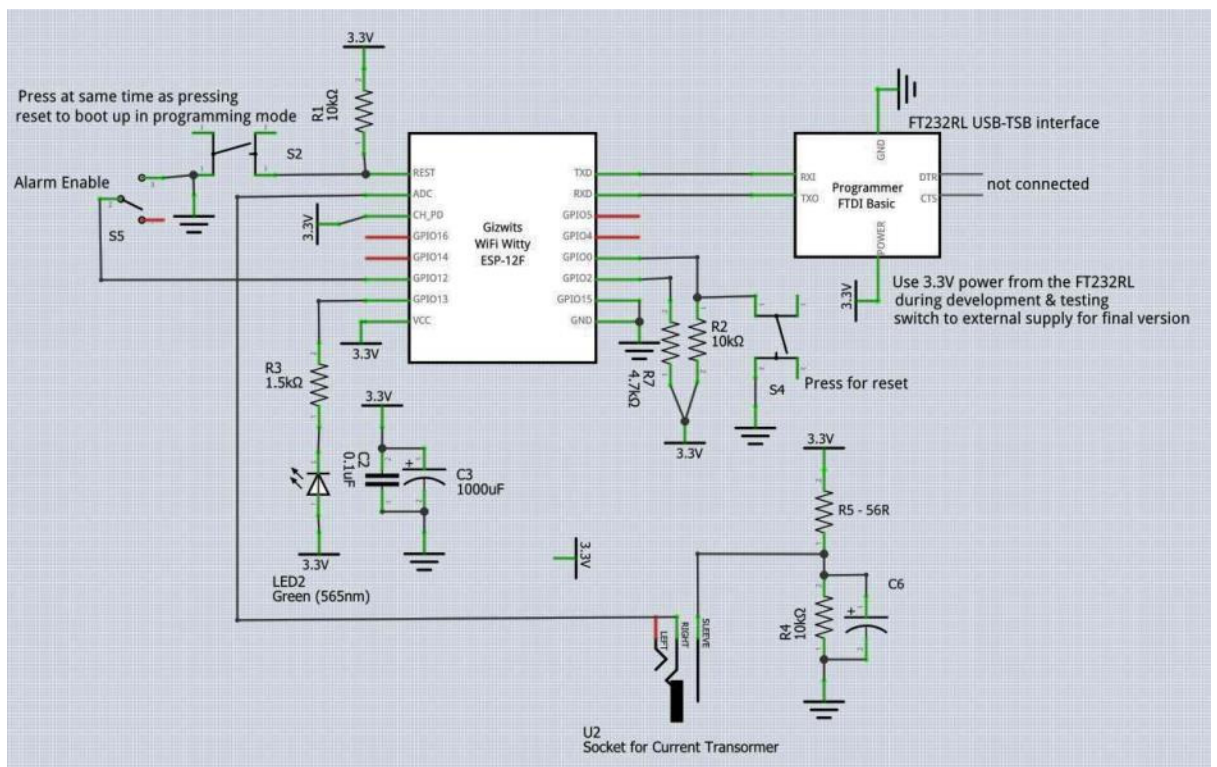 3.3V
Press at same time as pressing
reset to boot up in programming mode
R1
10kΩ
S2
Alarm Enable
S5
3.3V
REST
ADC
CH_PD
GPIO16
GPIO14
GPIO12
GPIO13
VCC
Gizwits
WiFi Witty
ESP-12F
TXD
RXD
GPIO5
GPIO4
GPIO0
GPIO2
GPIO15
GND
FT232RL USB-TSB interface
GND
RXI
TXO
Programmer
FTDI Basic
DTR
CTS
POWER
not connected
3.3V
Use 3.3V power from the FT232RL
during development & testing
switch to external supply for final version
3.3V
R3
1.5kΩ
R2
10kΩ
R7
4.7kΩ
3.3V
S4
Press for reset
3.3V
C2
0.1uF
C3
1000uF
3.3V
LED2
Green (565nm)
3.3V
3.3V
R5 - 56R
R4
10kΩ
C6
LEFT
RIGHT
SLEEVE
U2
Socket for Current Transormer